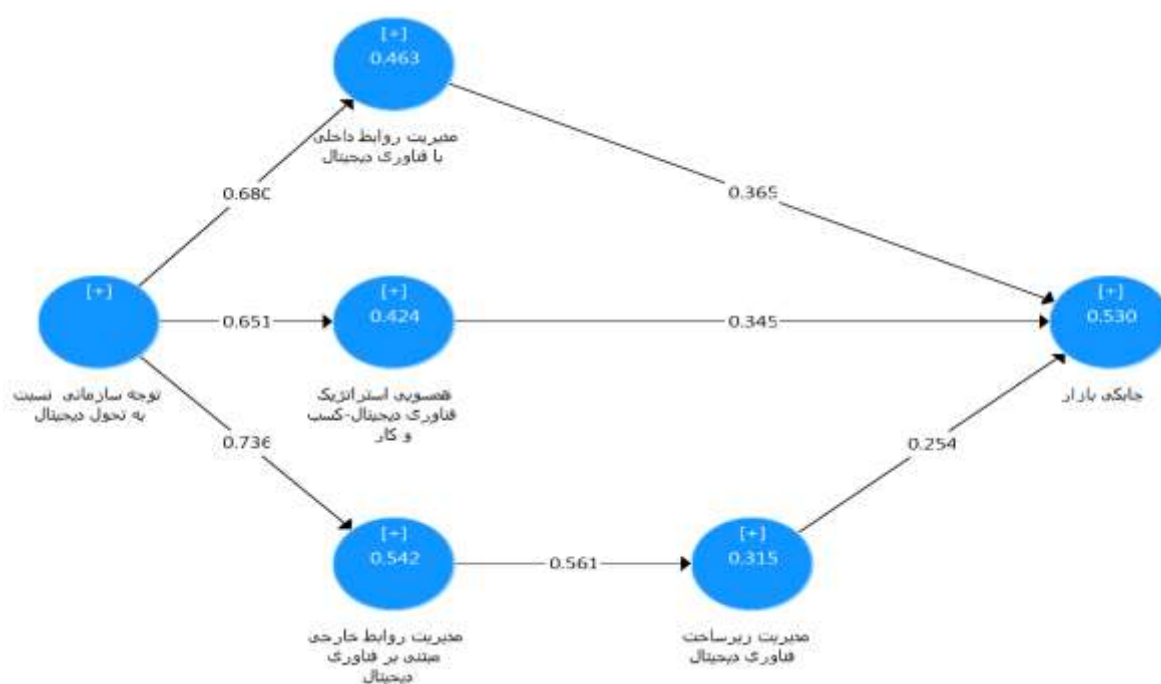 [+]
0.463
مدیریت روابط داخلی
با فناوری دیجیتال
0.680
0.365
[+]
توجه سازمانی نسبت
به تحول دیجیتال
0.651
[+]
0.424
همسویی استراتژیک
فناوری دیجیتال-کسب
و کار
0.345
[+]
0.530
چابکی بازار
0.736
0.254
[+]
0.542
مدیریت روابط خارجی
مبتنی بر فناوری
دیجیتال
0.561
[+]
0.315
مدیریت زیرساخت
فناوری دیجیتال